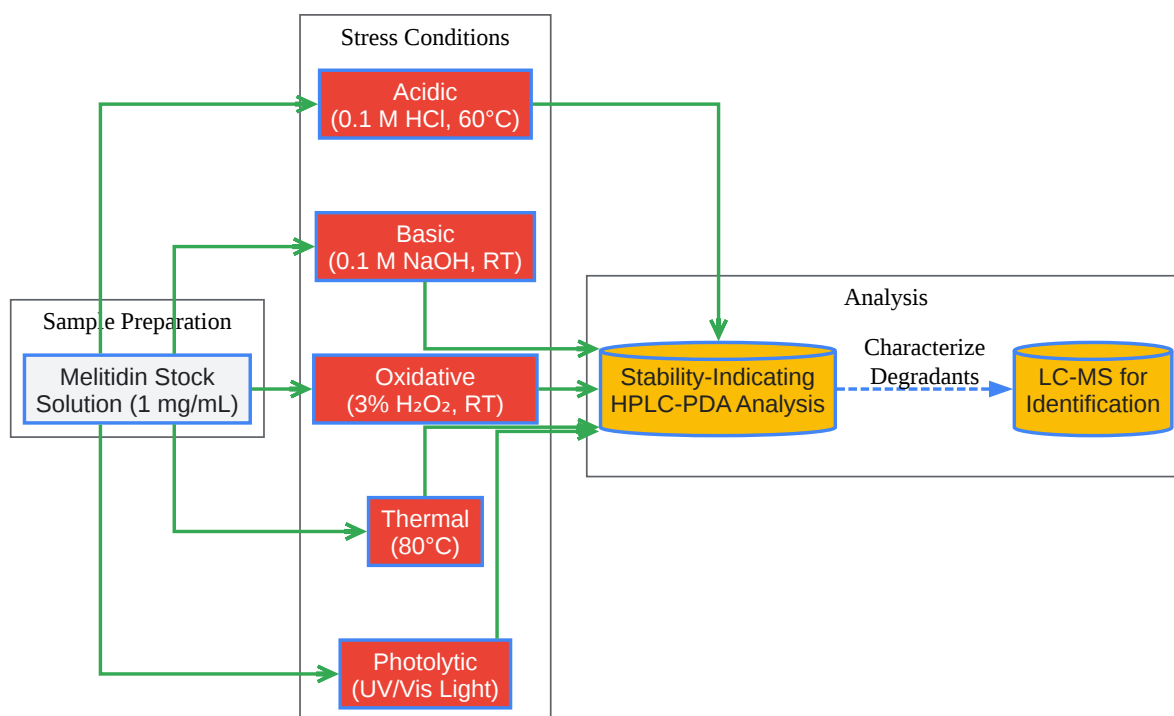 Stress Conditions
Acidic
(0.1 M HCl, 60°C)
Basic
(0.1 M NaOH, RT)
Analysis
Sample Preparation
Melitidin Stock
Solution (1 mg/mL)
Oxidative
(3% H₂O₂, RT)
Stability-Indicating
HPLC-PDA Analysis
Characterize
Degradants
LC-MS for
Identification
Thermal
(80°C)
Photolytic
(UV/Vis Light)